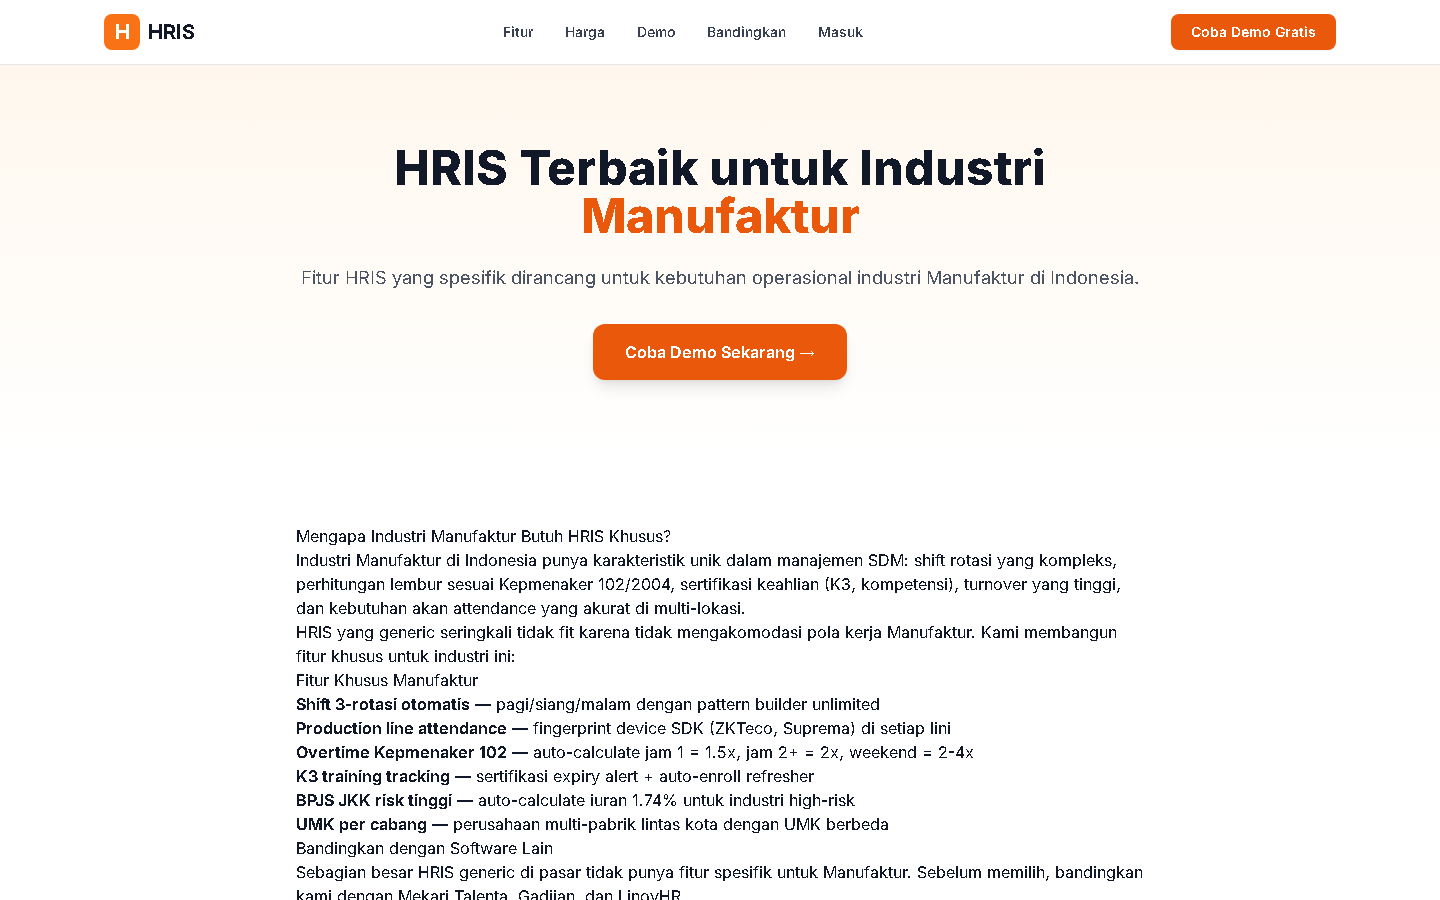 H HRIS
Fitur Harga Demo Bandingkan Masuk
Coba Demo Gratis
HRIS Terbaik untuk Industri
Manufaktur
Fitur HRIS yang spesifik dirancang untuk kebutuhan operasional industri Manufaktur di Indonesia.
Coba Demo Sekarang →
Mengapa Industri Manufaktur Butuh HRIS Khusus?
Industri Manufaktur di Indonesia punya karakteristik unik dalam manajemen SDM: shift rotasi yang kompleks,
perhitungan lembur sesuai Kepmenaker 102/2004, sertifikasi keahlian (K3, kompetensi), turnover yang tinggi,
dan kebutuhan akan attendance yang akurat di multi-lokasi.
HRIS yang generic seringkali tidak fit karena tidak mengakomodasi pola kerja Manufaktur. Kami membangun
fitur khusus untuk industri ini:
Fitur Khusus Manufaktur
Shift 3-rotasi otomatis — pagi/siang/malam dengan pattern builder unlimited
Production line attendance — fingerprint device SDK (ZKTeco, Suprema) di setiap lini
Overtime Kepmenaker 102 — auto-calculate jam 1 = 1.5x, jam 2+ = 2x, weekend = 2-4x
K3 training tracking — sertifikasi expiry alert + auto-enroll refresher
BPJS JKK risk tinggi — auto-calculate iuran 1.74% untuk industri high-risk
UMK per cabang — perusahaan multi-pabrik lintas kota dengan UMK berbeda
Bandingkan dengan Software Lain
Sebagian besar HRIS generic di pasar tidak punya fitur spesifik untuk Manufaktur. Sebelum memilih, bandingkan
kami dengan Mekari Talenta, Gadjian, dan LinovHR.